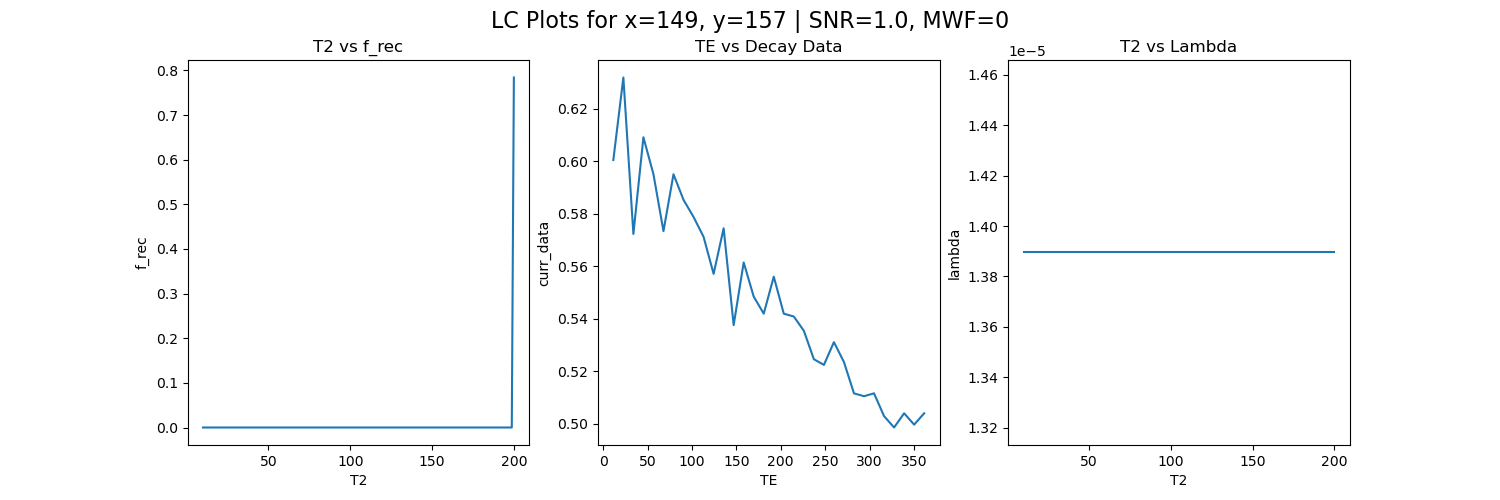 LC Plots for x=149, y=157 | SNR=1.0, MWF=0
T2 vs f_rec
0.8
0.7
0.6
0.5
0.4
0.3
0.2
0.1
0.0
f_rec
50 100 150 200
T2
TE vs Decay Data
0.62
0.60
0.58
0.56
0.54
0.52
0.50
curr_data
0 50 100 150 200 250 300 350
TE
T2 vs Lambda
1e−5
1.46
1.44
1.42
1.40
1.38
1.36
1.34
1.32
lambda
50 100 150 200
T2